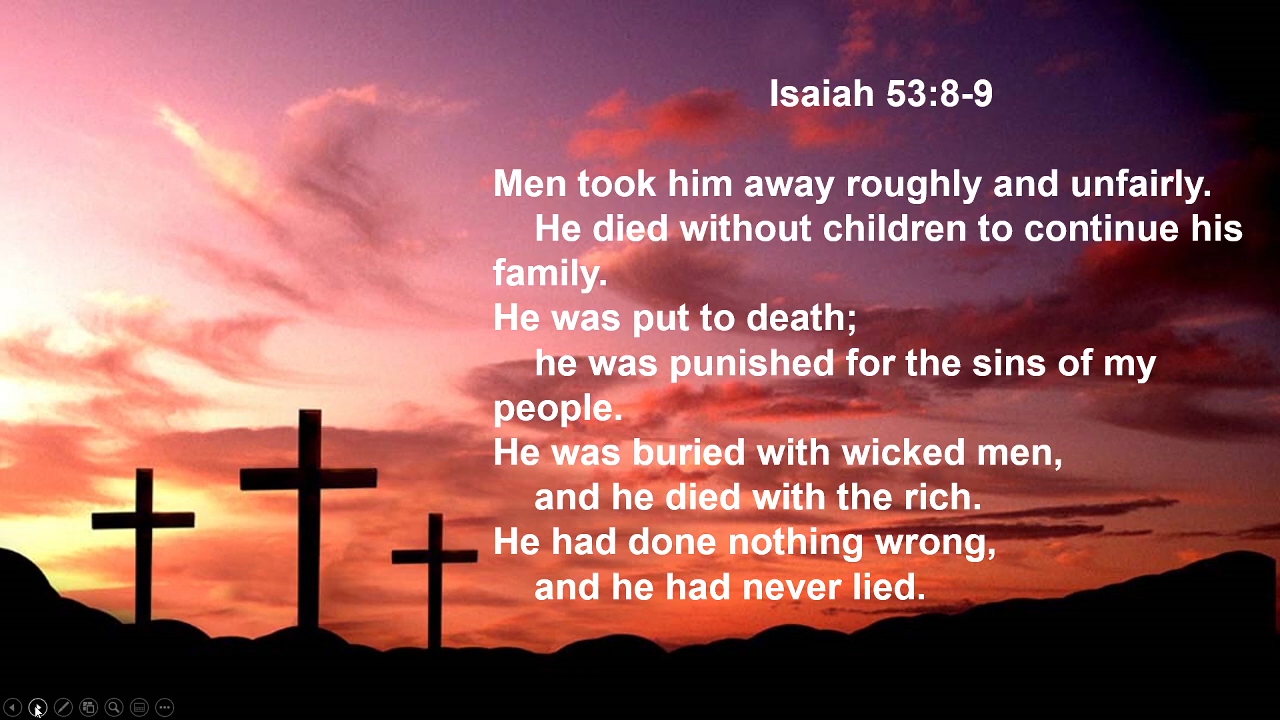 Isaiah 53:8-9
Men took him away roughly and unfairly.
He died without children to continue his
family.
He was put to death;
he was punished for the sins of my
people.
He was buried with wicked men,
and he died with the rich.
He had done nothing wrong,
and he had never lied.